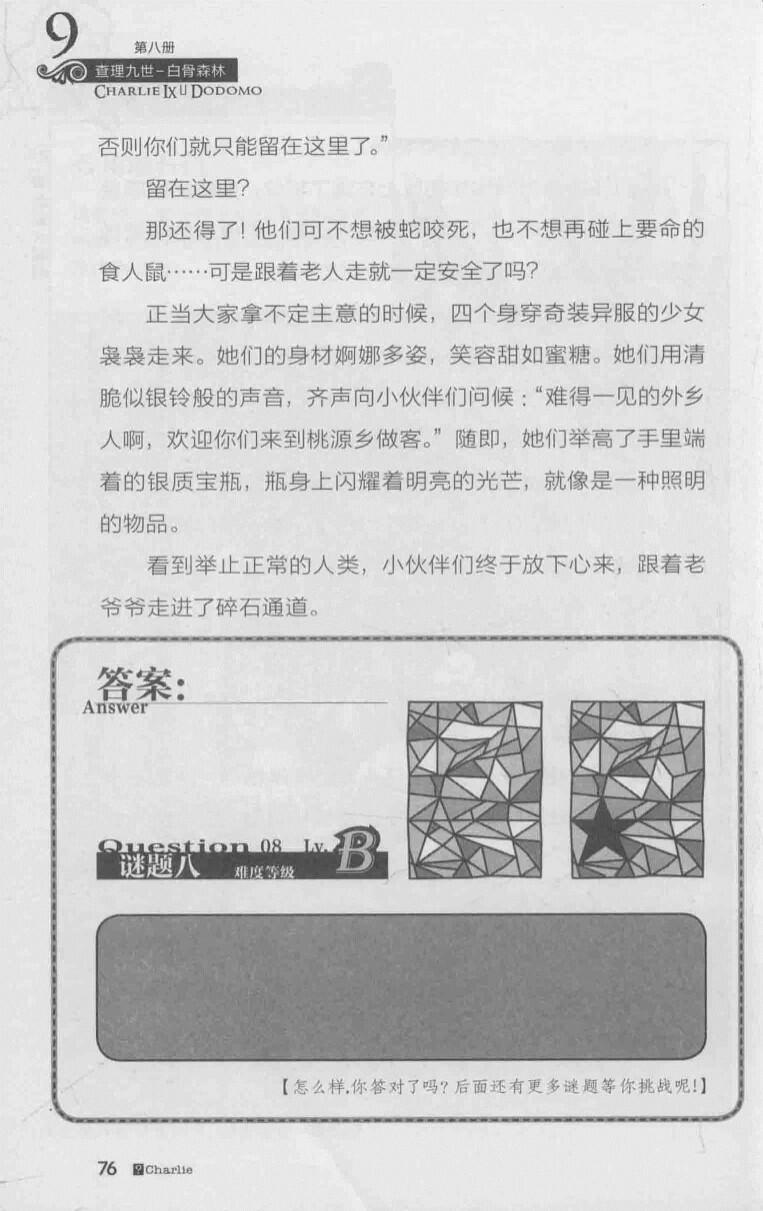 9
第八册
查理九世-白骨森林
CHARLIE IX DODOMO
否则你们就只能留在这里了。”
留在这里？
那还得了！他们可不想被蛇咬死，也不想再碰上要命的
食人鼠……可是跟着老人走就一定安全了吗？
正当大家拿不定主意的时候，四个身穿奇装异服的少女
袅袅走来。她们的身材婀娜多姿，笑容甜如蜜糖。她们用清
脆似银铃般的声音，齐声向小伙伴们问候：“难得一见的外乡
人啊，欢迎你们来到桃源乡做客。”随即，她们举高了手里端
着的银质宝瓶，瓶身上闪耀着明亮的光芒，就像是一种照明
的物品。
看到举止正常的人类，小伙伴们终于放下心来，跟着老
爷爷走进了碎石通道。
答案：
Answer
Question 08 Lv. B
谜题八 难度等级
【怎么样,你答对了吗？后面还有更多谜题等你挑战呢！】
76 Charlie